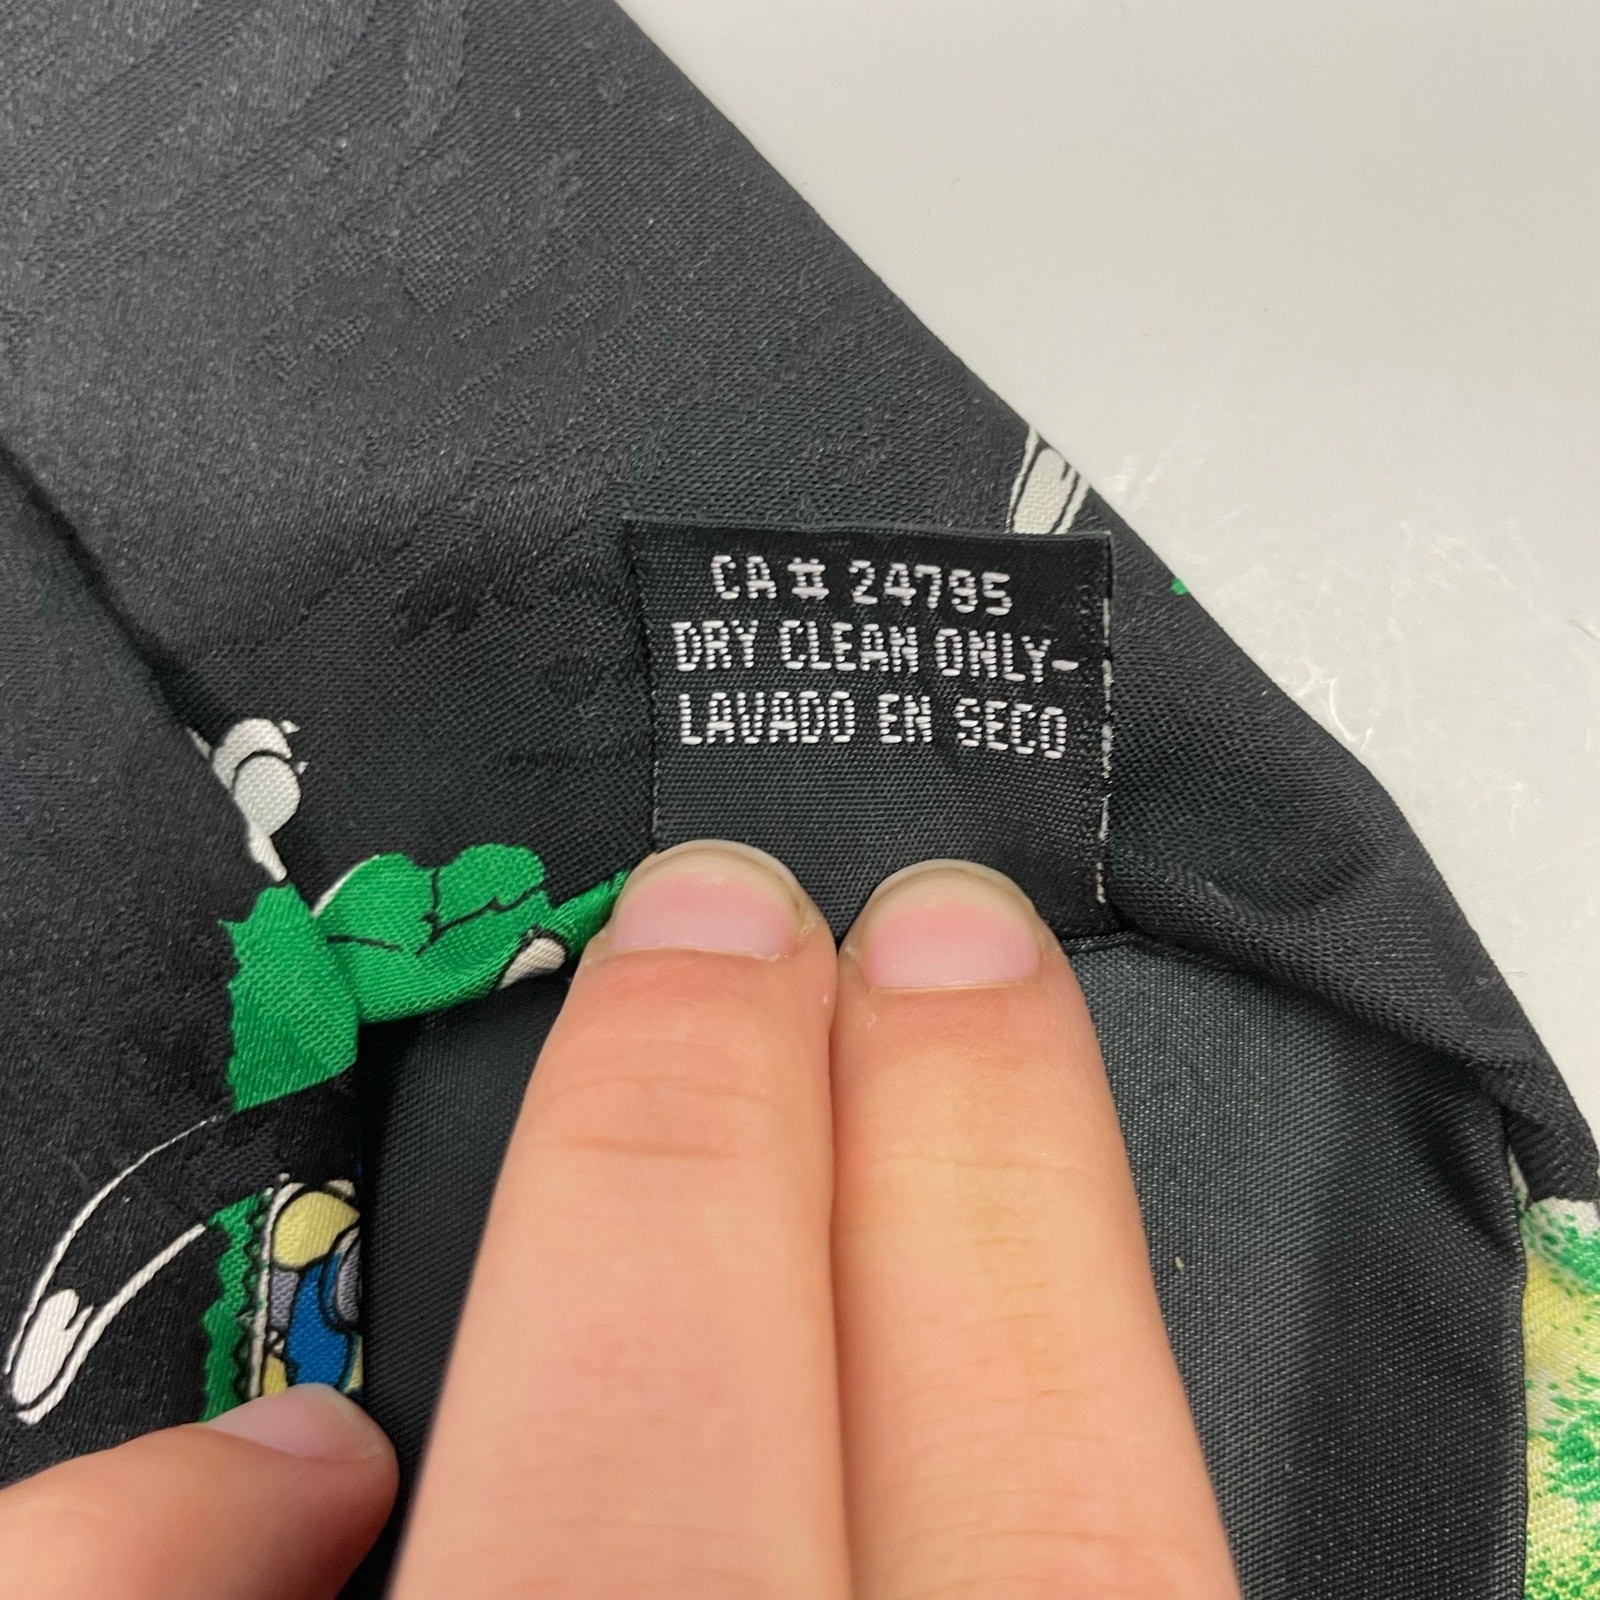 CA # 24795
DRY CLEAN ONLY-
LAVADO EN SECO